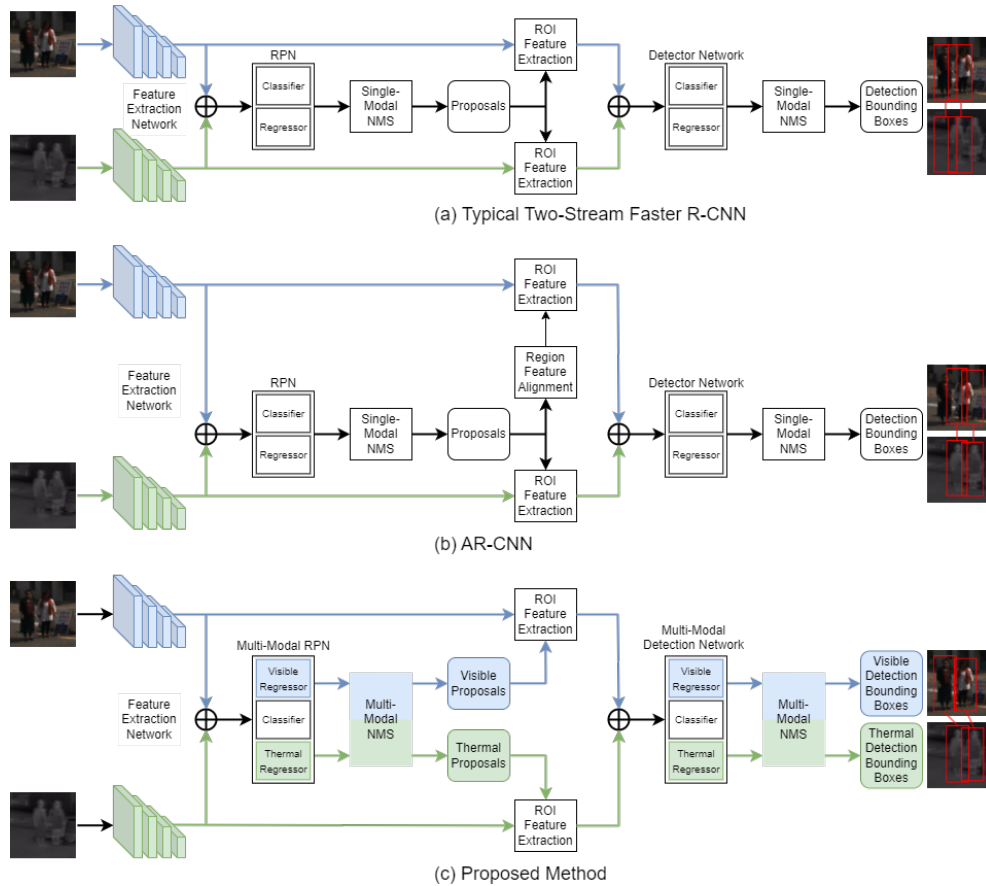 ROI
Feature
Extraction
RPN
Detector Network
Feature
Extraction
Network
Classifier
Regressor
Single-
Modal
NMS
Proposals
Classifier
Regressor
Single-
Modal
NMS
Detection
Bounding
Boxes
ROI
Feature
Extraction
(a) Typical Two-Stream Faster R-CNN
ROI
Feature
Extraction
Region
Feature
Alignment
Feature
Extraction
Network
RPN
Detector Network
Classifier
Regressor
Single-
Modal
NMS
Proposals
Classifier
Regressor
Single-
Modal
NMS
Detection
Bounding
Boxes
ROI
Feature
Extraction
(b) AR-CNN
ROI
Feature
Extraction
Multi-Modal RPN
Multi-Modal
Detection Network
Feature
Extraction
Network
Visible
Regressor
Classifier
Thermal
Regressor
Multi-
Modal
NMS
Visible
Proposals
Thermal
Proposals
Visible
Regressor
Classifier
Thermal
Regressor
Multi-
Modal
NMS
Visible
Detection
Bounding
Boxes
Thermal
Detection
Bounding
Boxes
ROI
Feature
Extraction
(c) Proposed Method